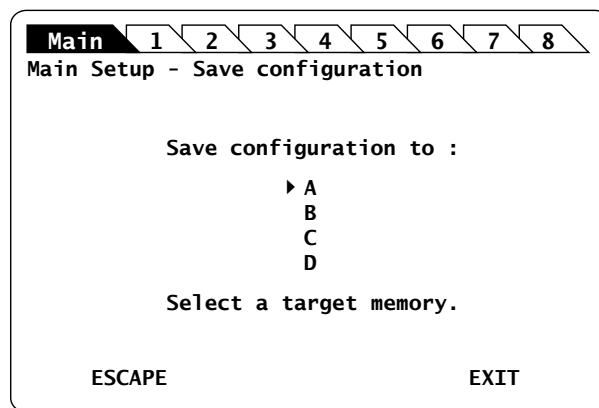 Main 1 2 3 4 5 6 7 8
Main Setup - Save configuration
Save configuration to :
A
B
C
D
Select a target memory.
ESCAPE EXIT